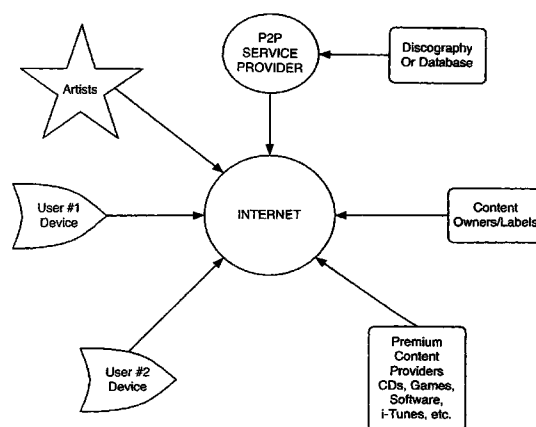 P2P
SERVICE
PROVIDER
Discography
Or Database
Artists
User #1
Device
INTERNET
Content
Owners/Labels
User #2
Device
Premium
Content
Providers
CDs, Games,
Software,
i-Tunes, etc.